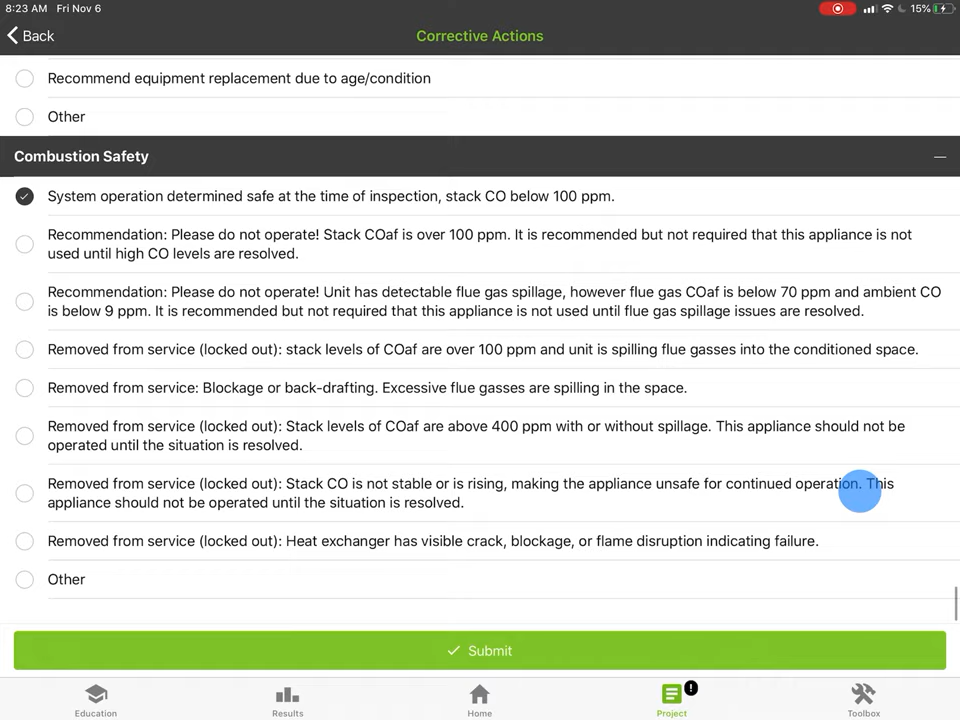 8:23 AM Fri Nov 6
15%
Back
Corrective Actions
Recommend equipment replacement due to age/condition
Other
Combustion Safety
System operation determined safe at the time of inspection, stack CO below 100 ppm.
Recommendation: Please do not operate! Stack COaf is over 100 ppm. It is recommended but not required that this appliance is not
used until high CO levels are resolved.
Recommendation: Please do not operate! Unit has detectable flue gas spillage, however flue gas COaf is below 70 ppm and ambient CO
is below 9 ppm. It is recommended but not required that this appliance is not used until flue gas spillage issues are resolved.
Removed from service (locked out): stack levels of COaf are over 100 ppm and unit is spilling flue gasses into the conditioned space.
Removed from service: Blockage or back-drafting. Excessive flue gasses are spilling in the space.
Removed from service (locked out): Stack levels of COaf are above 400 ppm with or without spillage. This appliance should not be
operated until the situation is resolved.
Removed from service (locked out): Stack CO is not stable or is rising, making the appliance unsafe for continued operation. This
appliance should not be operated until the situation is resolved.
Removed from service (locked out): Heat exchanger has visible crack, blockage, or flame disruption indicating failure.
Other
Submit
Education
Results
Home
Project
Toolbox